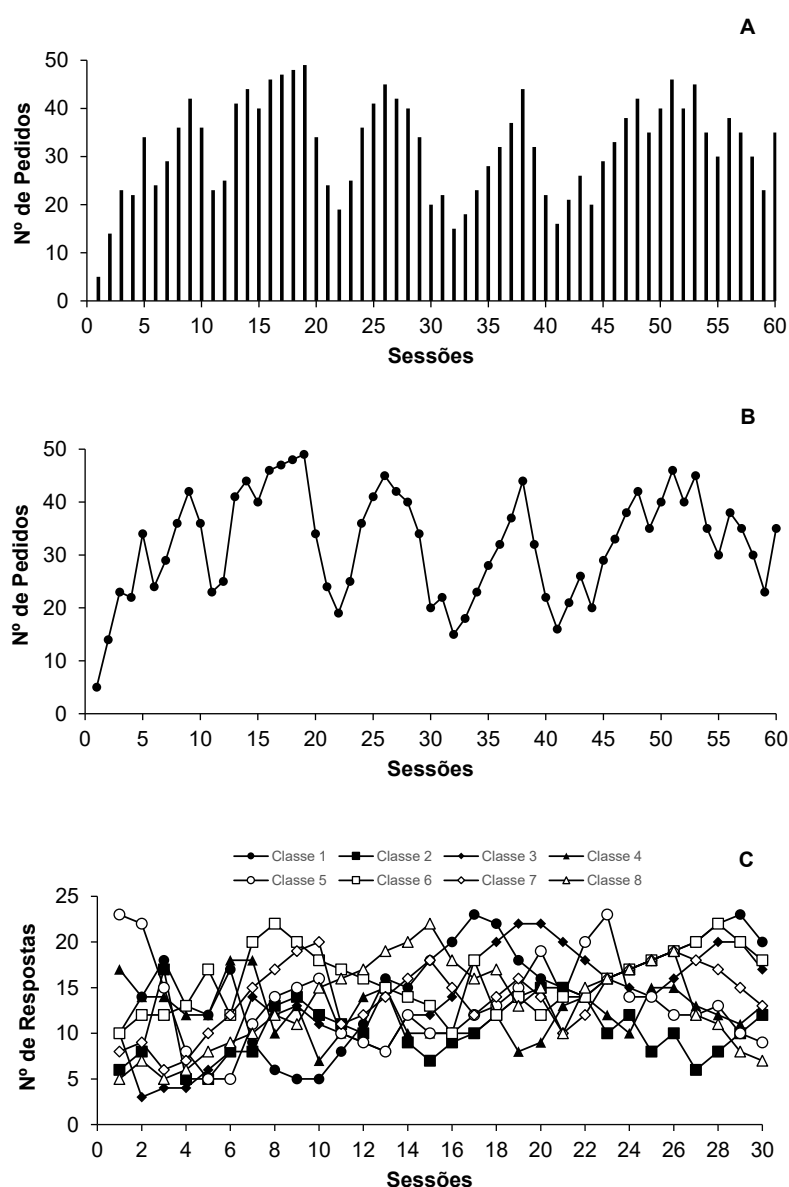 A
50
40
30
20
10
0
Nº de Pedidos
0 5 10 15 20 25 30 35 40 45 50 55 60
Sessões
B
50
40
30
20
10
0
Nº de Pedidos
0 5 10 15 20 25 30 35 40 45 50 55 60
Sessões
C
Classe 1 Classe 2 Classe 3 Classe 4
Classe 5 Classe 6 Classe 7 Classe 8
25
20
15
10
5
0
Nº de Respostas
0 2 4 6 8 10 12 14 16 18 20 22 24 26 28 30
Sessões